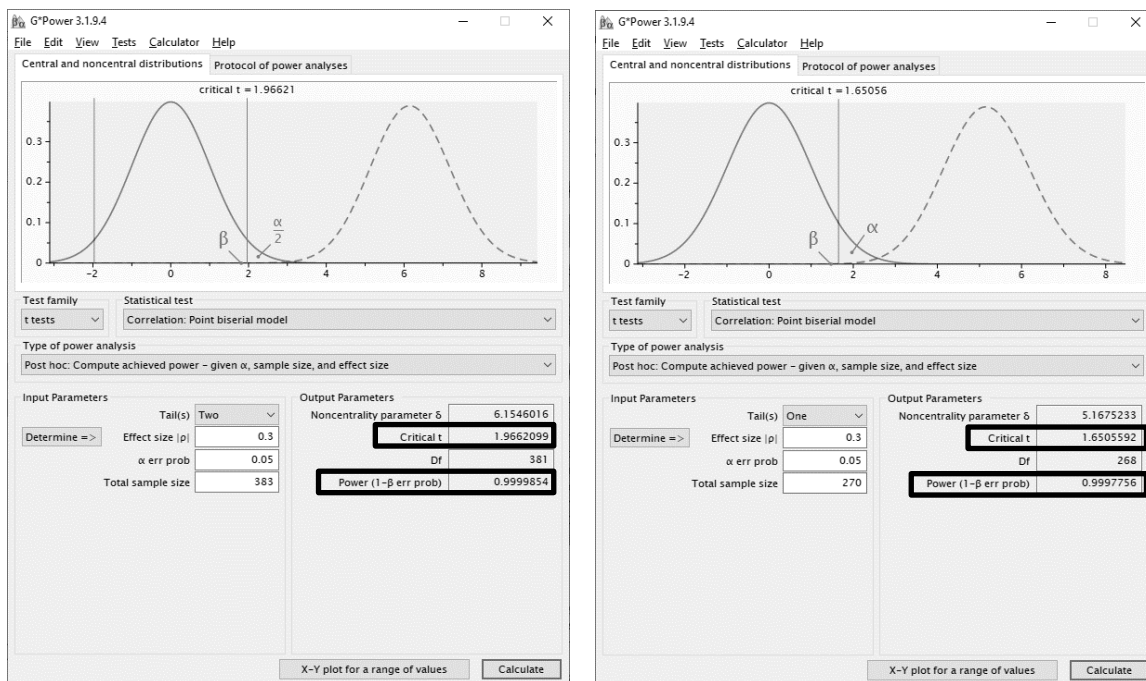 G*Power 3.1.9.4
File Edit View Tests Calculator Help
Central and noncentral distributions Protocol of power analyses
critical t = 1.96621
0.3
0.2
0.1
0
β
α
2
-2 0 2 4 6 8
Test family Statistical test
t tests Correlation: Point biserial model
Type of power analysis
Post hoc: Compute achieved power – given α, sample size, and effect size
Input Parameters Output Parameters
Tail(s) Two Noncentrality parameter δ 6.1546016
Determine => Effect size |ρ| 0.3 Critical t 1.9662099
α err prob 0.05 Df 381
Total sample size 383 Power (1-β err prob) 0.9999854
X-Y plot for a range of values Calculate
G*Power 3.1.9.4
File Edit View Tests Calculator Help
Central and noncentral distributions Protocol of power analyses
critical t = 1.65056
0.3
0.2
0.1
0
β
α
-2 0 2 4 6 8
Test family Statistical test
t tests Correlation: Point biserial model
Type of power analysis
Post hoc: Compute achieved power – given α, sample size, and effect size
Input Parameters Output Parameters
Tail(s) One Noncentrality parameter δ 5.1675233
Determine => Effect size |ρ| 0.3 Critical t 1.6505592
α err prob 0.05 Df 268
Total sample size 270 Power (1-β err prob) 0.9997756
X-Y plot for a range of values Calculate